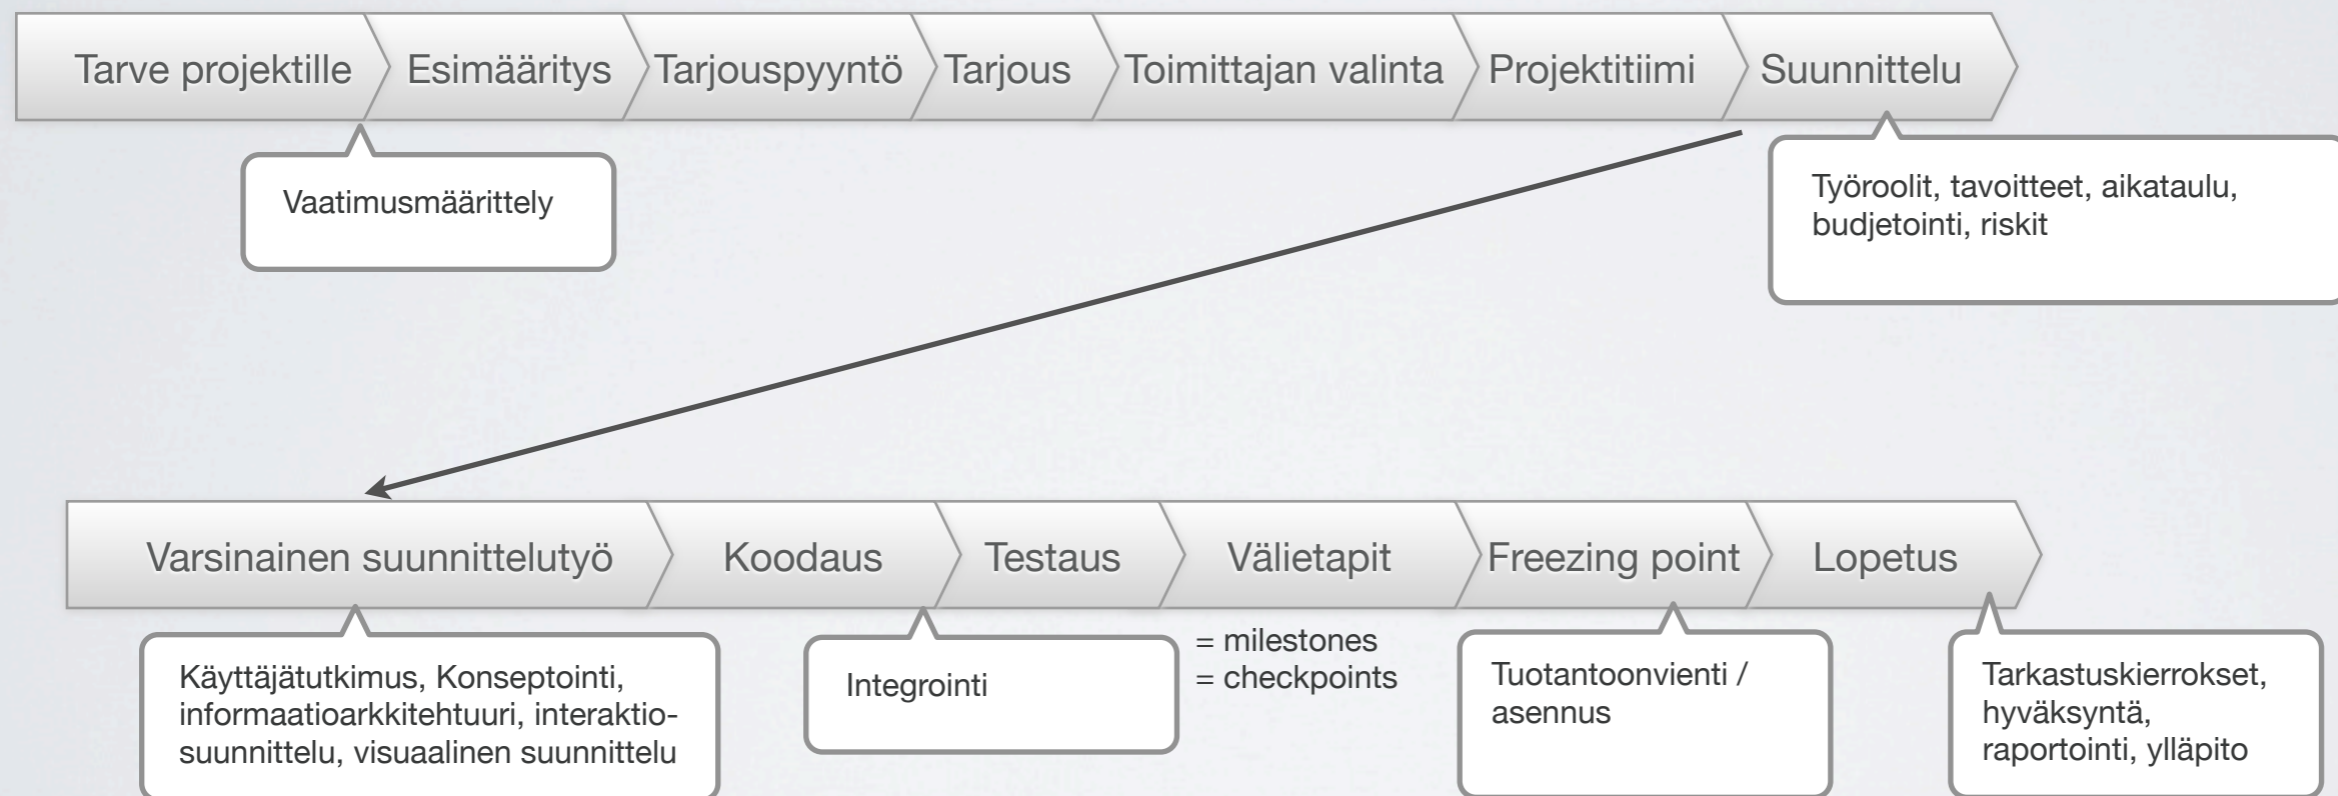 Tarve projektille
Esimääritys
Tarjouspyyntö
Tarjous
Toimittajan valinta
Projektitiimi
Suunnittelu
Vaatimusmäärittely
Työroolit, tavoitteet, aikataulu,
budjetointi, riskit
Varsinainen suunnittelutyö
Koodaus
Testaus
Välietapit
Freezing point
Lopetus
Käyttäjätutkimus, Konseptointi,
informaatioarkkitehtuuri, interaktio-
suunnittelu, visuaalinen suunnittelu
Integrointi
= milestones
= checkpoints
Tuotantoonvienti /
asennus
Tarkastuskierrokset,
hyväksyntä,
raportointi, ylläpito